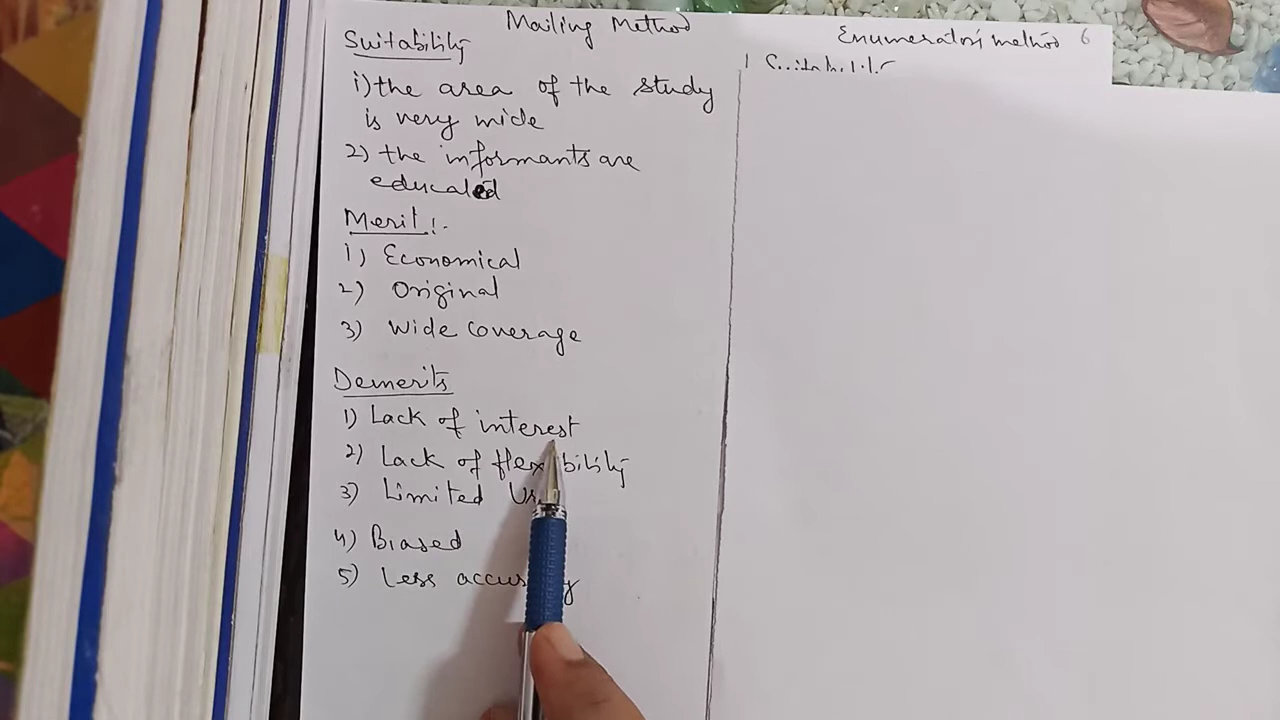 Mailing Method
Suitability
i) the area of the study
is very wide
2) the informants are
educated
Merit :-
1) Economical
2) Original
3) Wide coverage
Demerits
1) Lack of interest
2) Lack of flexibility
3) Limited
4) Biased
5) Less
Enumerators method 6